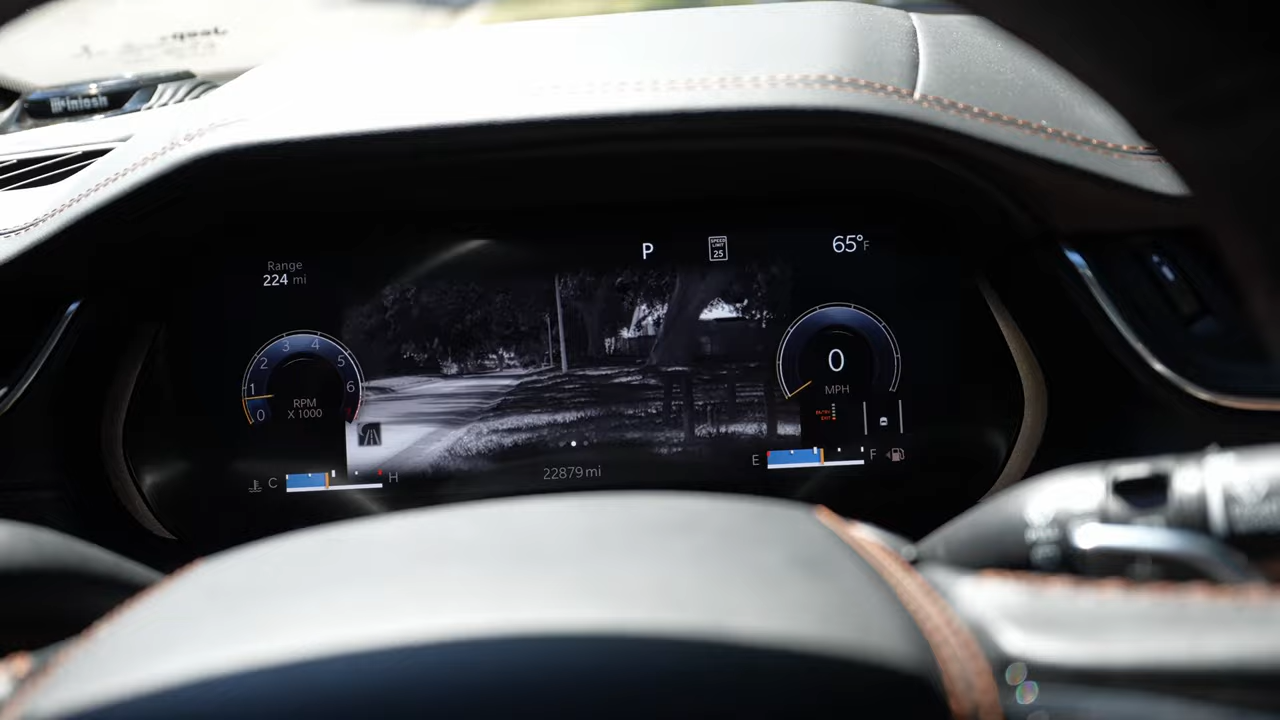 McIntosh
P
SPEED
LIMIT
25
65°F
Range
224 mi
0
1
2
3
4
5
6
RPM
X 1000
0
MPH
22879 mi
C
H
E
F